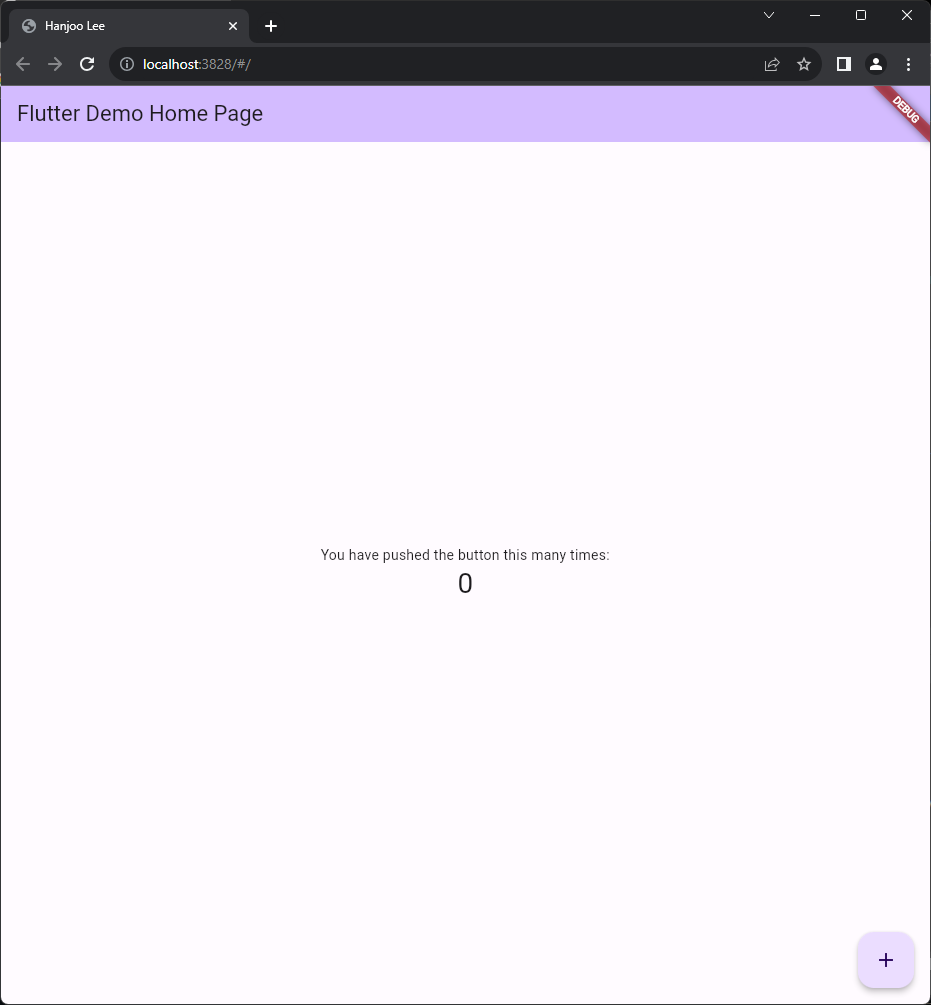 Hanjoo Lee
localhost:3828/#/
Flutter Demo Home Page
DEBUG
You have pushed the button this many times:
0